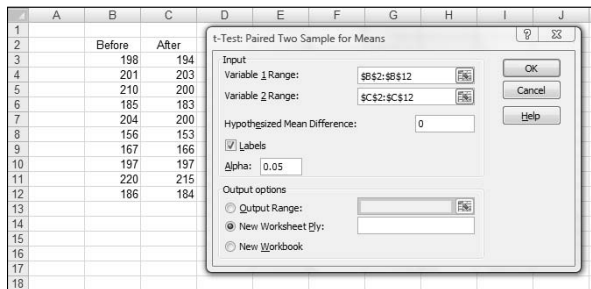 A B C D E F G H I J
1
2 Before After
3 198 194
4 201 203
5 210 200
6 185 183
7 204 200
8 156 153
9 167 166
10 197 197
11 220 215
12 186 184
13
14
15
16
17
18
t-Test: Paired Two Sample for Means
?
Input
Variable 1 Range: $B$2:$B$12
Variable 2 Range: $C$2:$C$12
Hypothesized Mean Difference: 0
Labels
Alpha: 0.05
Output options
Output Range:
New Worksheet Ply:
New Workbook
OK
Cancel
Help